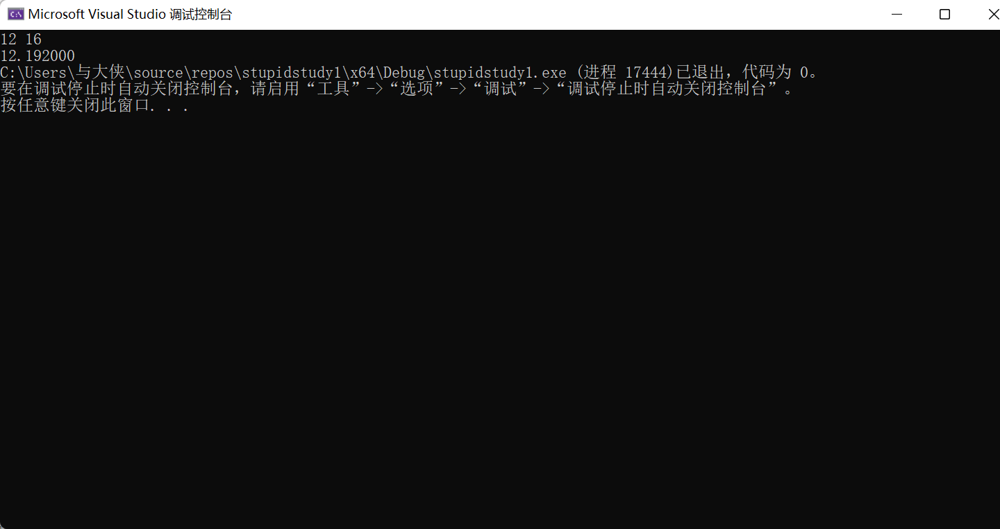 Microsoft Visual Studio 调试控制台
12 16
12.192000
C:\Users\与大侠\source\repos\stupidstudy1\x64\Debug\stupidstudy1.exe (进程 17444)已退出，代码为 0。
要在调试停止时自动关闭控制台，请启用“工具”->“选项”->“调试”->“调试停止时自动关闭控制台”。
按任意键关闭此窗口. . .